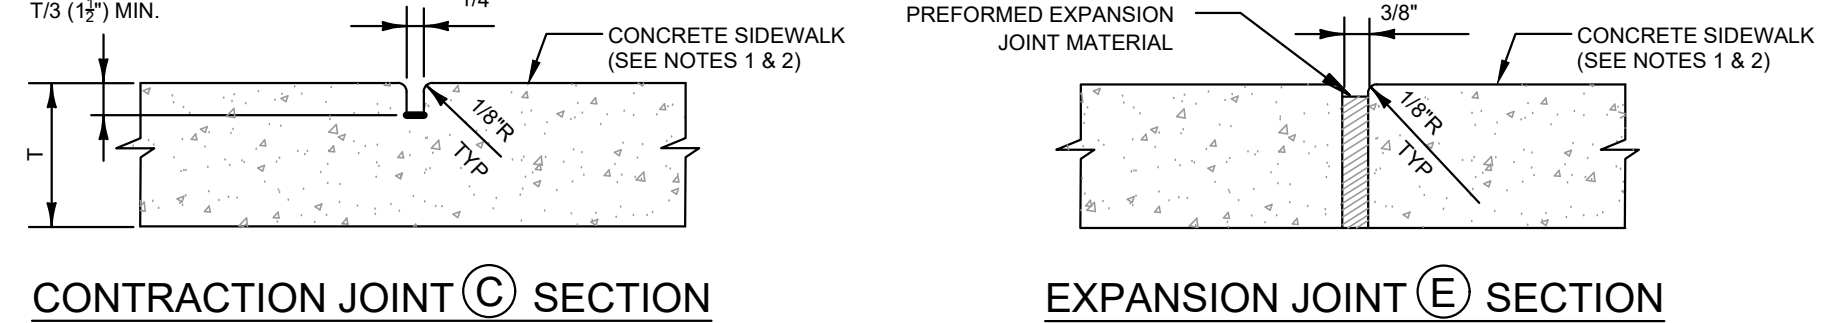 T/3 (1½") MIN.
1/4"
CONCRETE SIDEWALK
(SEE NOTES 1 & 2)
1/8"R
TYP
T
CONTRACTION JOINT C SECTION
PREFORMED EXPANSION
JOINT MATERIAL
3/8"
CONCRETE SIDEWALK
(SEE NOTES 1 & 2)
1/8"R
TYP
EXPANSION JOINT E SECTION